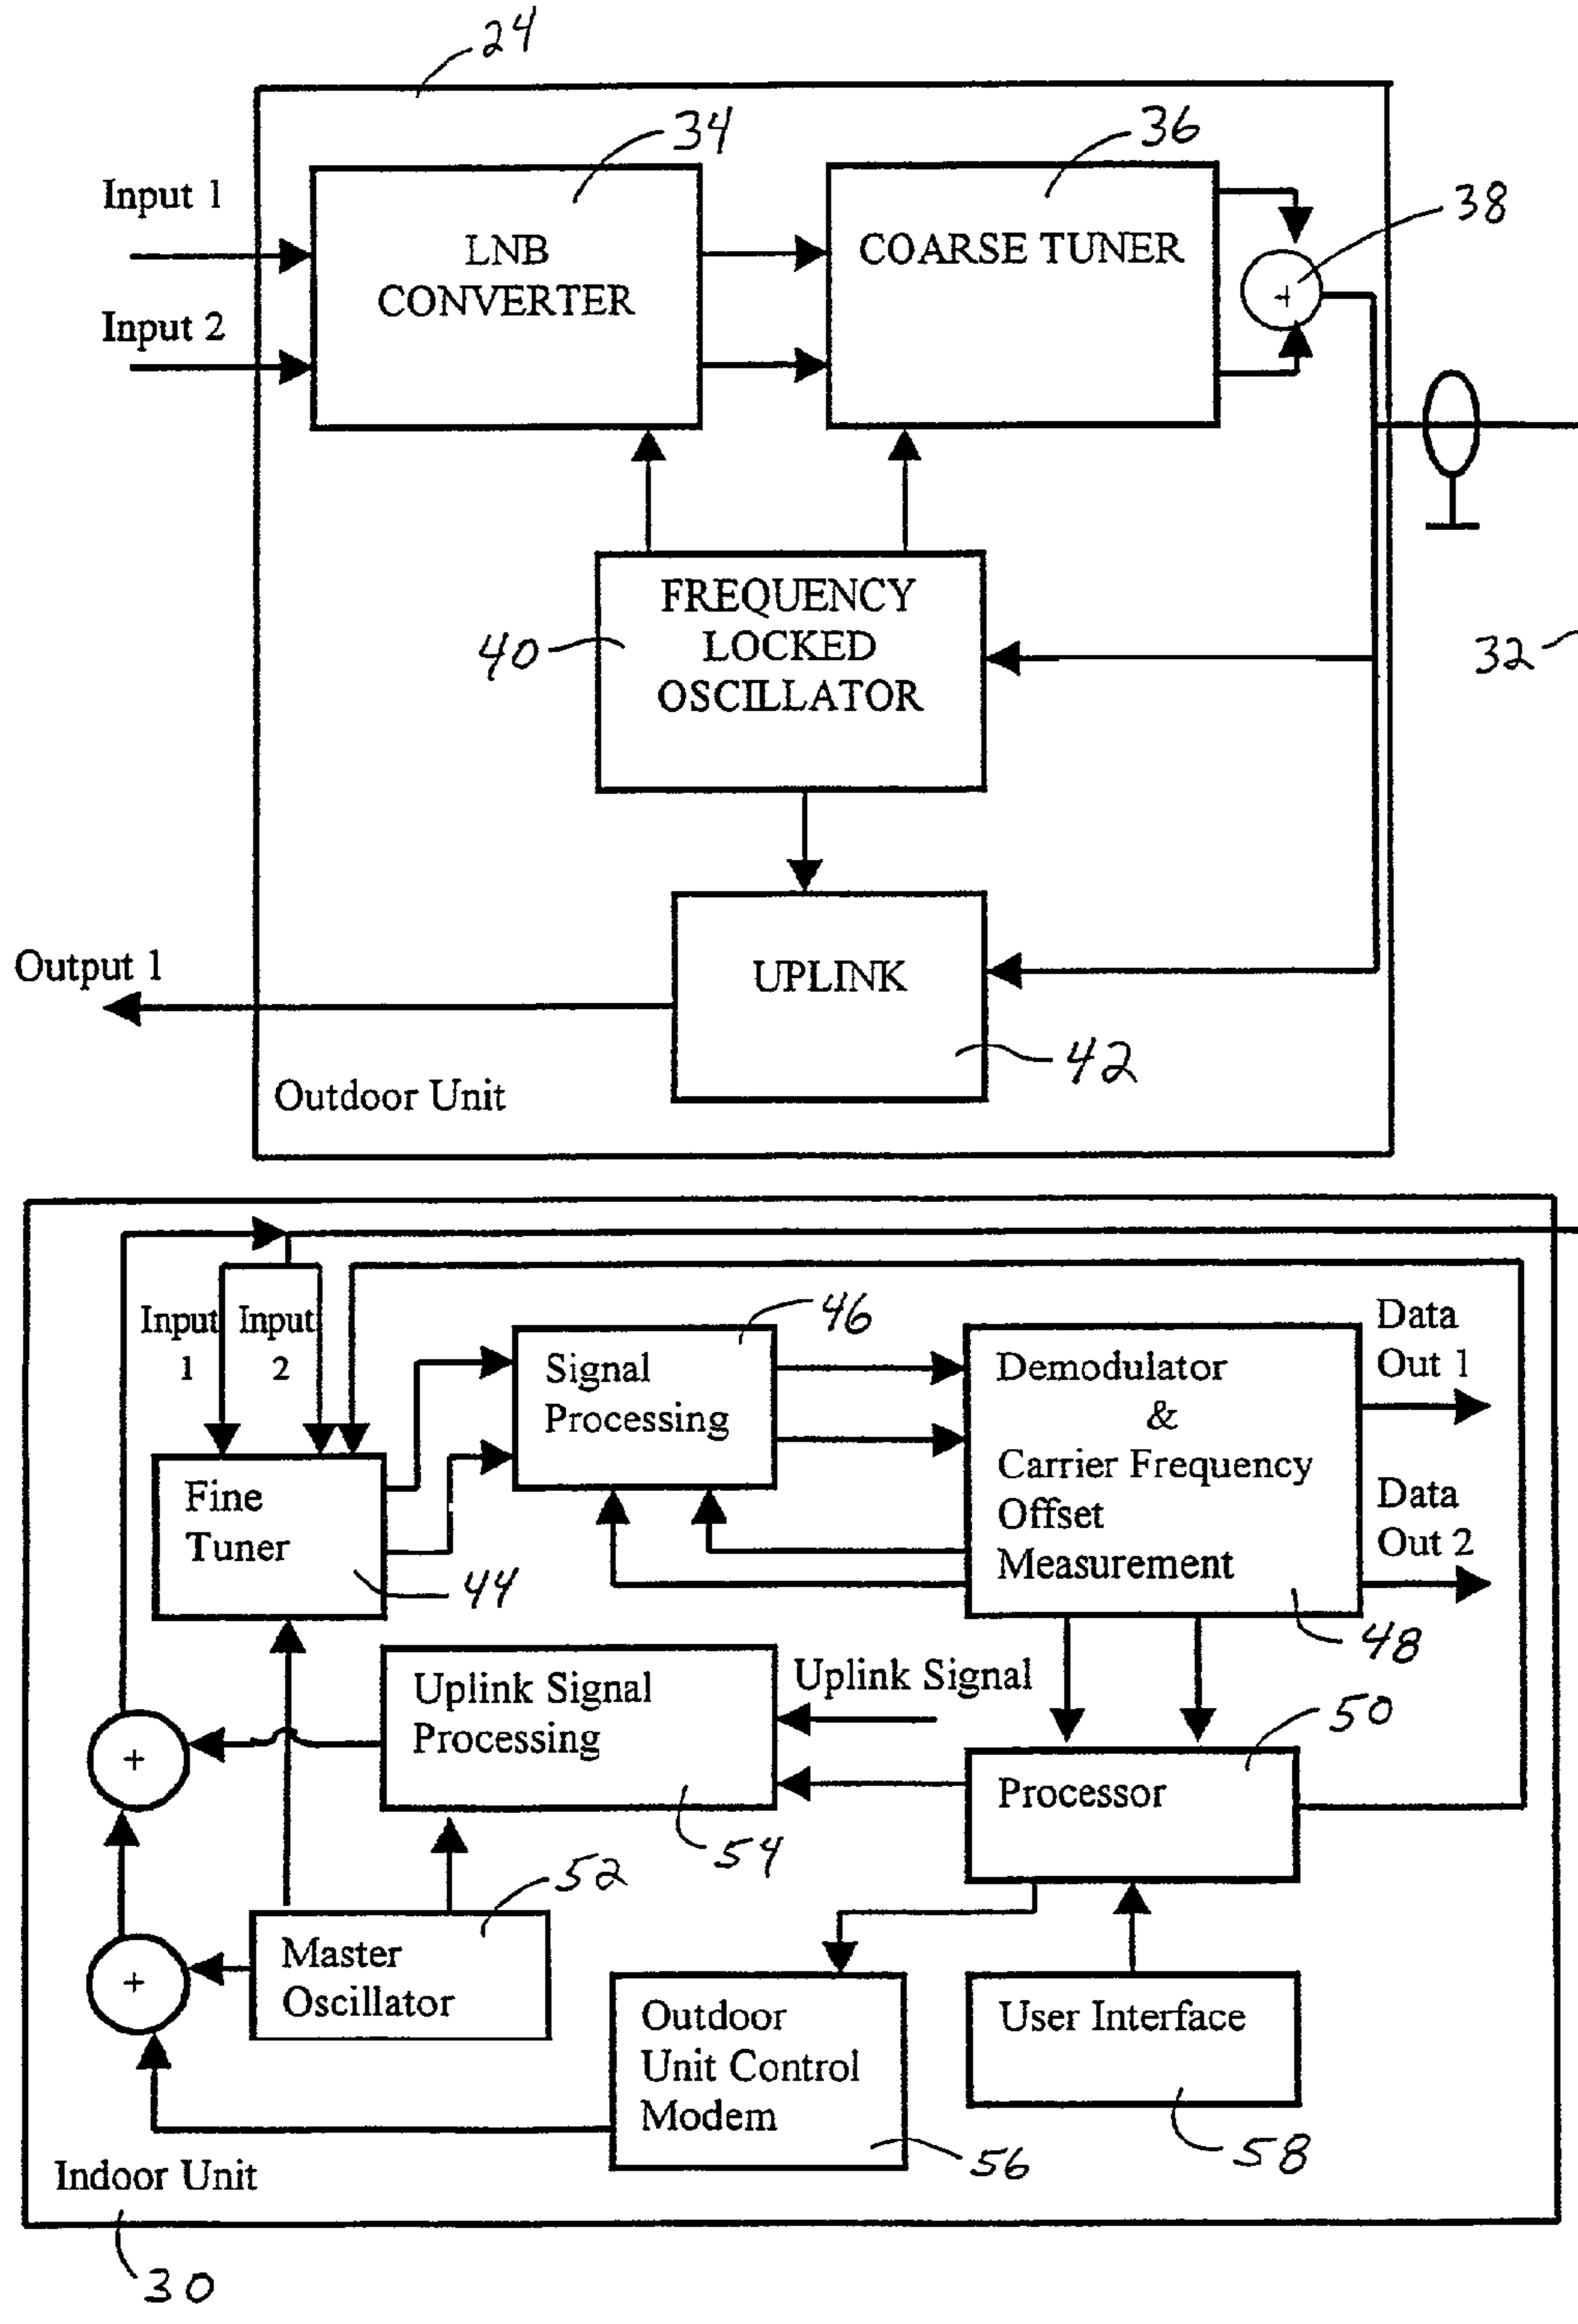 24
34
36
Input 1
38
LNB
CONVERTER
COARSE TUNER
+
Input 2
FREQUENCY
LOCKED
OSCILLATOR
40
32
Output 1
UPLINK
42
Outdoor Unit
Input
1
Input
2
46
Signal
Processing
Demodulator
&
Carrier Frequency
Offset
Measurement
Data
Out 1
Data
Out 2
Fine
Tuner
44
48
Uplink Signal
Processing
Uplink Signal
50
+
Processor
54
52
Master
Oscillator
+
Outdoor
Unit Control
Modem
User Interface
56
58
Indoor Unit
30